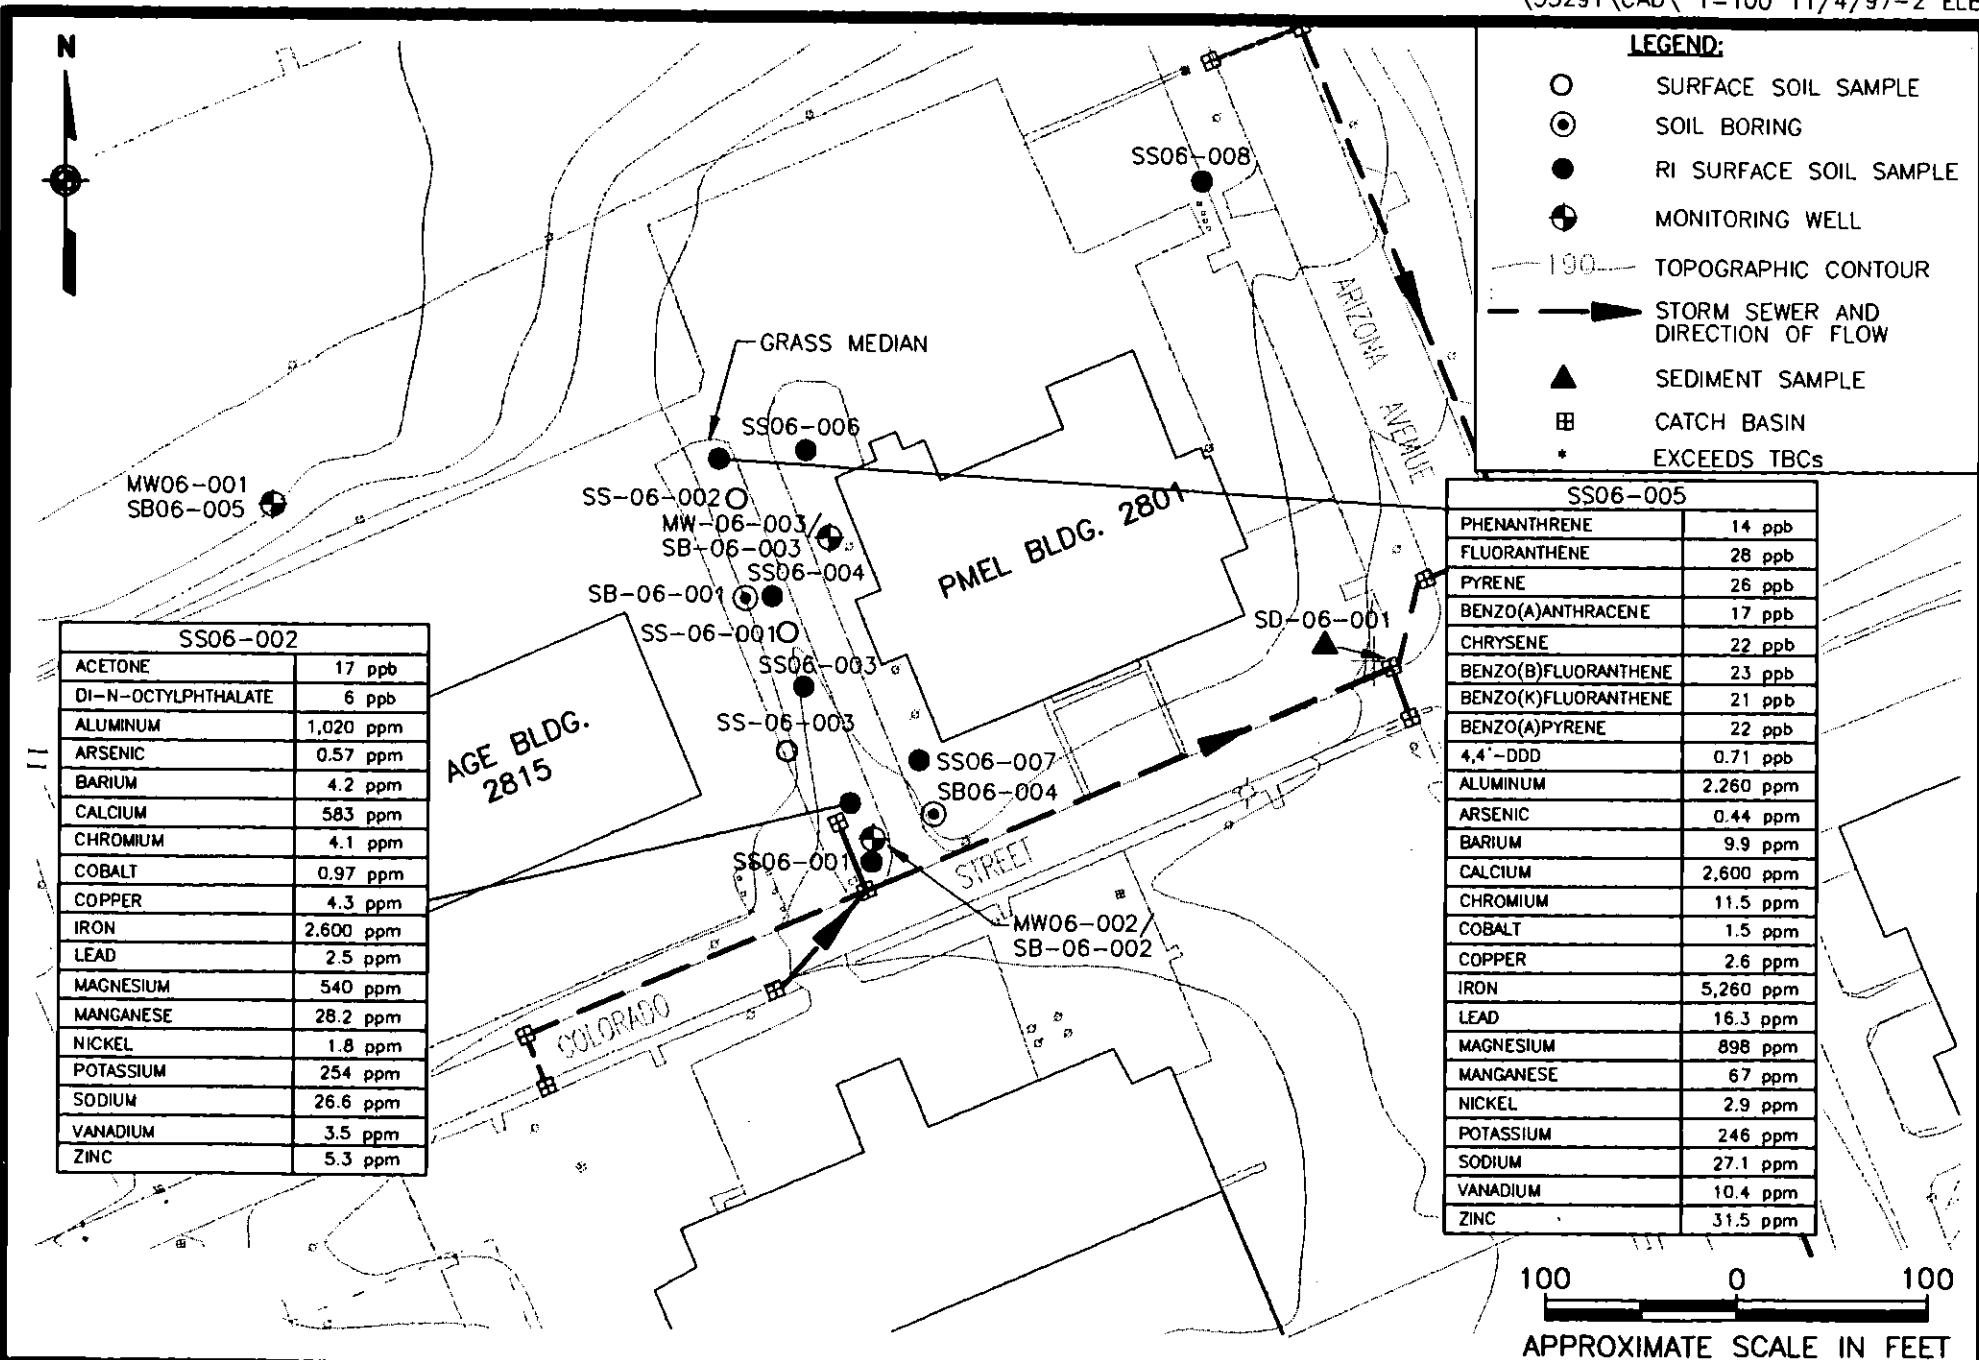 N
LEGEND:
SURFACE SOIL SAMPLE
SOIL BORING
RI SURFACE SOIL SAMPLE
MONITORING WELL
190 TOPOGRAPHIC CONTOUR
STORM SEWER AND
DIRECTION OF FLOW
SEDIMENT SAMPLE
CATCH BASIN
* EXCEEDS TBCs
SS06-008
ARIZONA AVENUE
GRASS MEDIAN
SS06-006
MW06-001
SB06-005
SS-06-002
MW-06-003/
SB-06-003
SS06-004
SB-06-001
SS-06-001
SS06-003
SS-06-003
PMEL BLDG. 2801
SD-06-001
AGE BLDG.
2815
SS06-007
SB06-004
SS06-001
MW06-002/
SB-06-002
COLORADO STREET
SS06-002
ACETONE 17 ppb
DI-N-OCTYLPHTHALATE 6 ppb
ALUMINUM 1,020 ppm
ARSENIC 0.57 ppm
BARIUM 4.2 ppm
CALCIUM 583 ppm
CHROMIUM 4.1 ppm
COBALT 0.97 ppm
COPPER 4.3 ppm
IRON 2,600 ppm
LEAD 2.5 ppm
MAGNESIUM 540 ppm
MANGANESE 28.2 ppm
NICKEL 1.8 ppm
POTASSIUM 254 ppm
SODIUM 26.6 ppm
VANADIUM 3.5 ppm
ZINC 5.3 ppm
SS06-005
PHENANTHRENE 14 ppb
FLUORANTHENE 28 ppb
PYRENE 26 ppb
BENZO(A)ANTHRACENE 17 ppb
CHRYSENE 22 ppb
BENZO(B)FLUORANTHENE 23 ppb
BENZO(K)FLUORANTHENE 21 ppb
BENZO(A)PYRENE 22 ppb
4,4'-DDD 0.71 ppb
ALUMINUM 2,260 ppm
ARSENIC 0.44 ppm
BARIUM 9.9 ppm
CALCIUM 2,600 ppm
CHROMIUM 11.5 ppm
COBALT 1.5 ppm
COPPER 2.6 ppm
IRON 5,260 ppm
LEAD 16.3 ppm
MAGNESIUM 898 ppm
MANGANESE 67 ppm
NICKEL 2.9 ppm
POTASSIUM 246 ppm
SODIUM 27.1 ppm
VANADIUM 10.4 ppm
ZINC 31.5 ppm
100 0 100
APPROXIMATE SCALE IN FEET